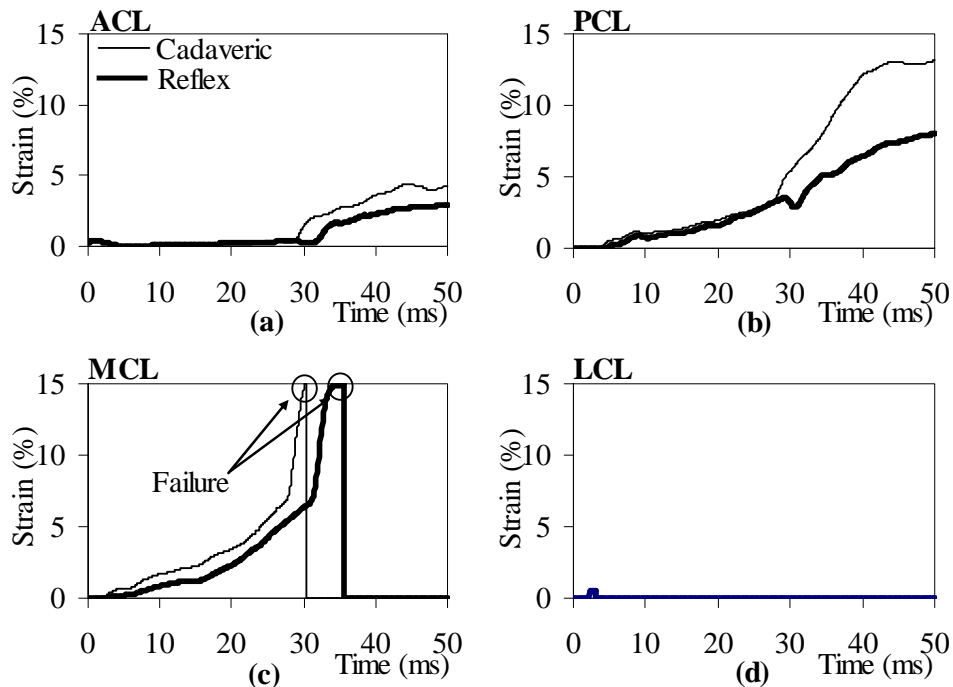 ACL
15
10
5
0
Strain (%)
Cadaveric
Reflex
0 10 20 30 40 50
Time (ms)
(a)
PCL
15
10
5
0
Strain (%)
0 10 20 30 40 50
Time (ms)
(b)
MCL
15
10
5
0
Strain (%)
Failure
0 10 20 30 40 50
Time (ms)
(c)
LCL
15
10
5
0
Strain (%)
0 10 20 30 40 50
Time (ms)
(d)